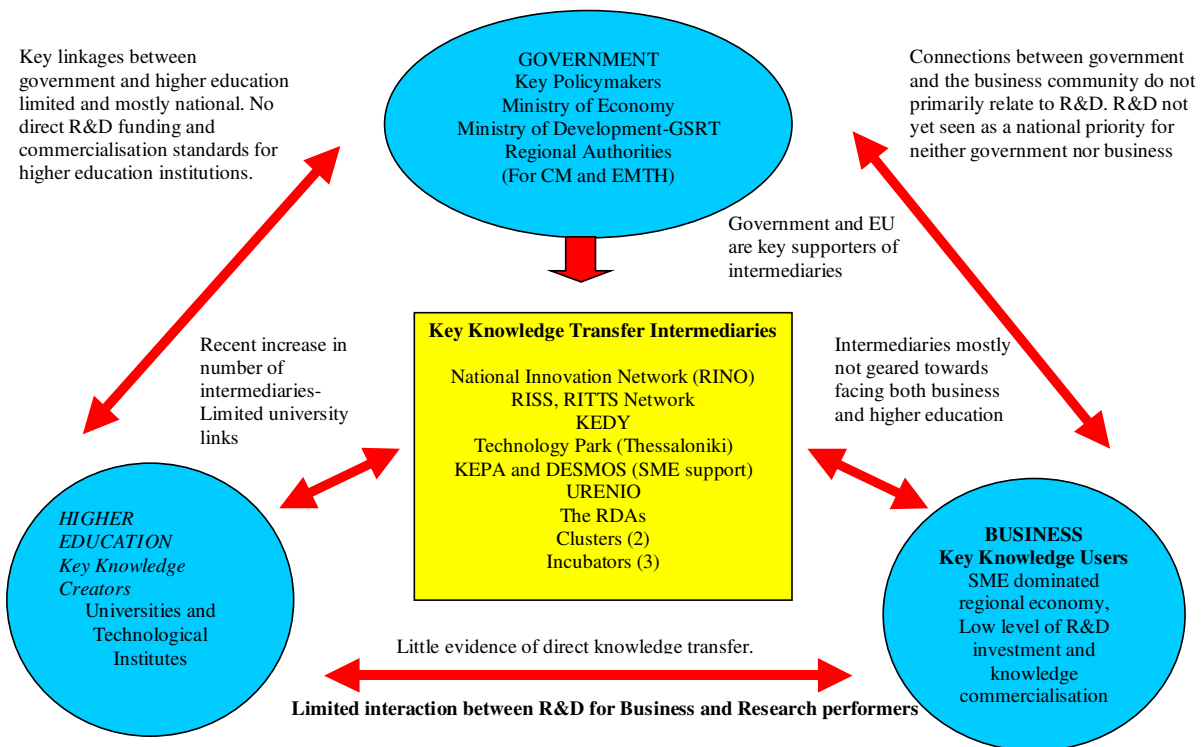 Key linkages between
government and higher education
limited and mostly national. No
direct R&D funding and
commercialisation standards for
higher education institutions.
GOVERNMENT
Key Policymakers
Ministry of Economy
Ministry of Development-GSRT
Regional Authorities
(For CM and EMTH)
Connections between government
and the business community do not
primarily relate to R&D. R&D not
yet seen as a national priority for
neither government nor business
Government and EU
are key supporters of
intermediaries
Recent increase in
number of
intermediaries-
Limited university
links
Key Knowledge Transfer Intermediaries
National Innovation Network (RINO)
RISS, RITTS Network
KEDY
Technology Park (Thessaloniki)
KEPA and DESMOS (SME support)
URENIO
The RDAs
Clusters (2)
Incubators (3)
Intermediaries mostly
not geared towards
facing both business
and higher education
HIGHER
EDUCATION
Key Knowledge
Creators
Universities and
Technological
Institutes
BUSINESS
Key Knowledge Users
SME dominated
regional economy,
Low level of R&D
investment and
knowledge
commercialisation
Little evidence of direct knowledge transfer.
Limited interaction between R&D for Business and Research performers